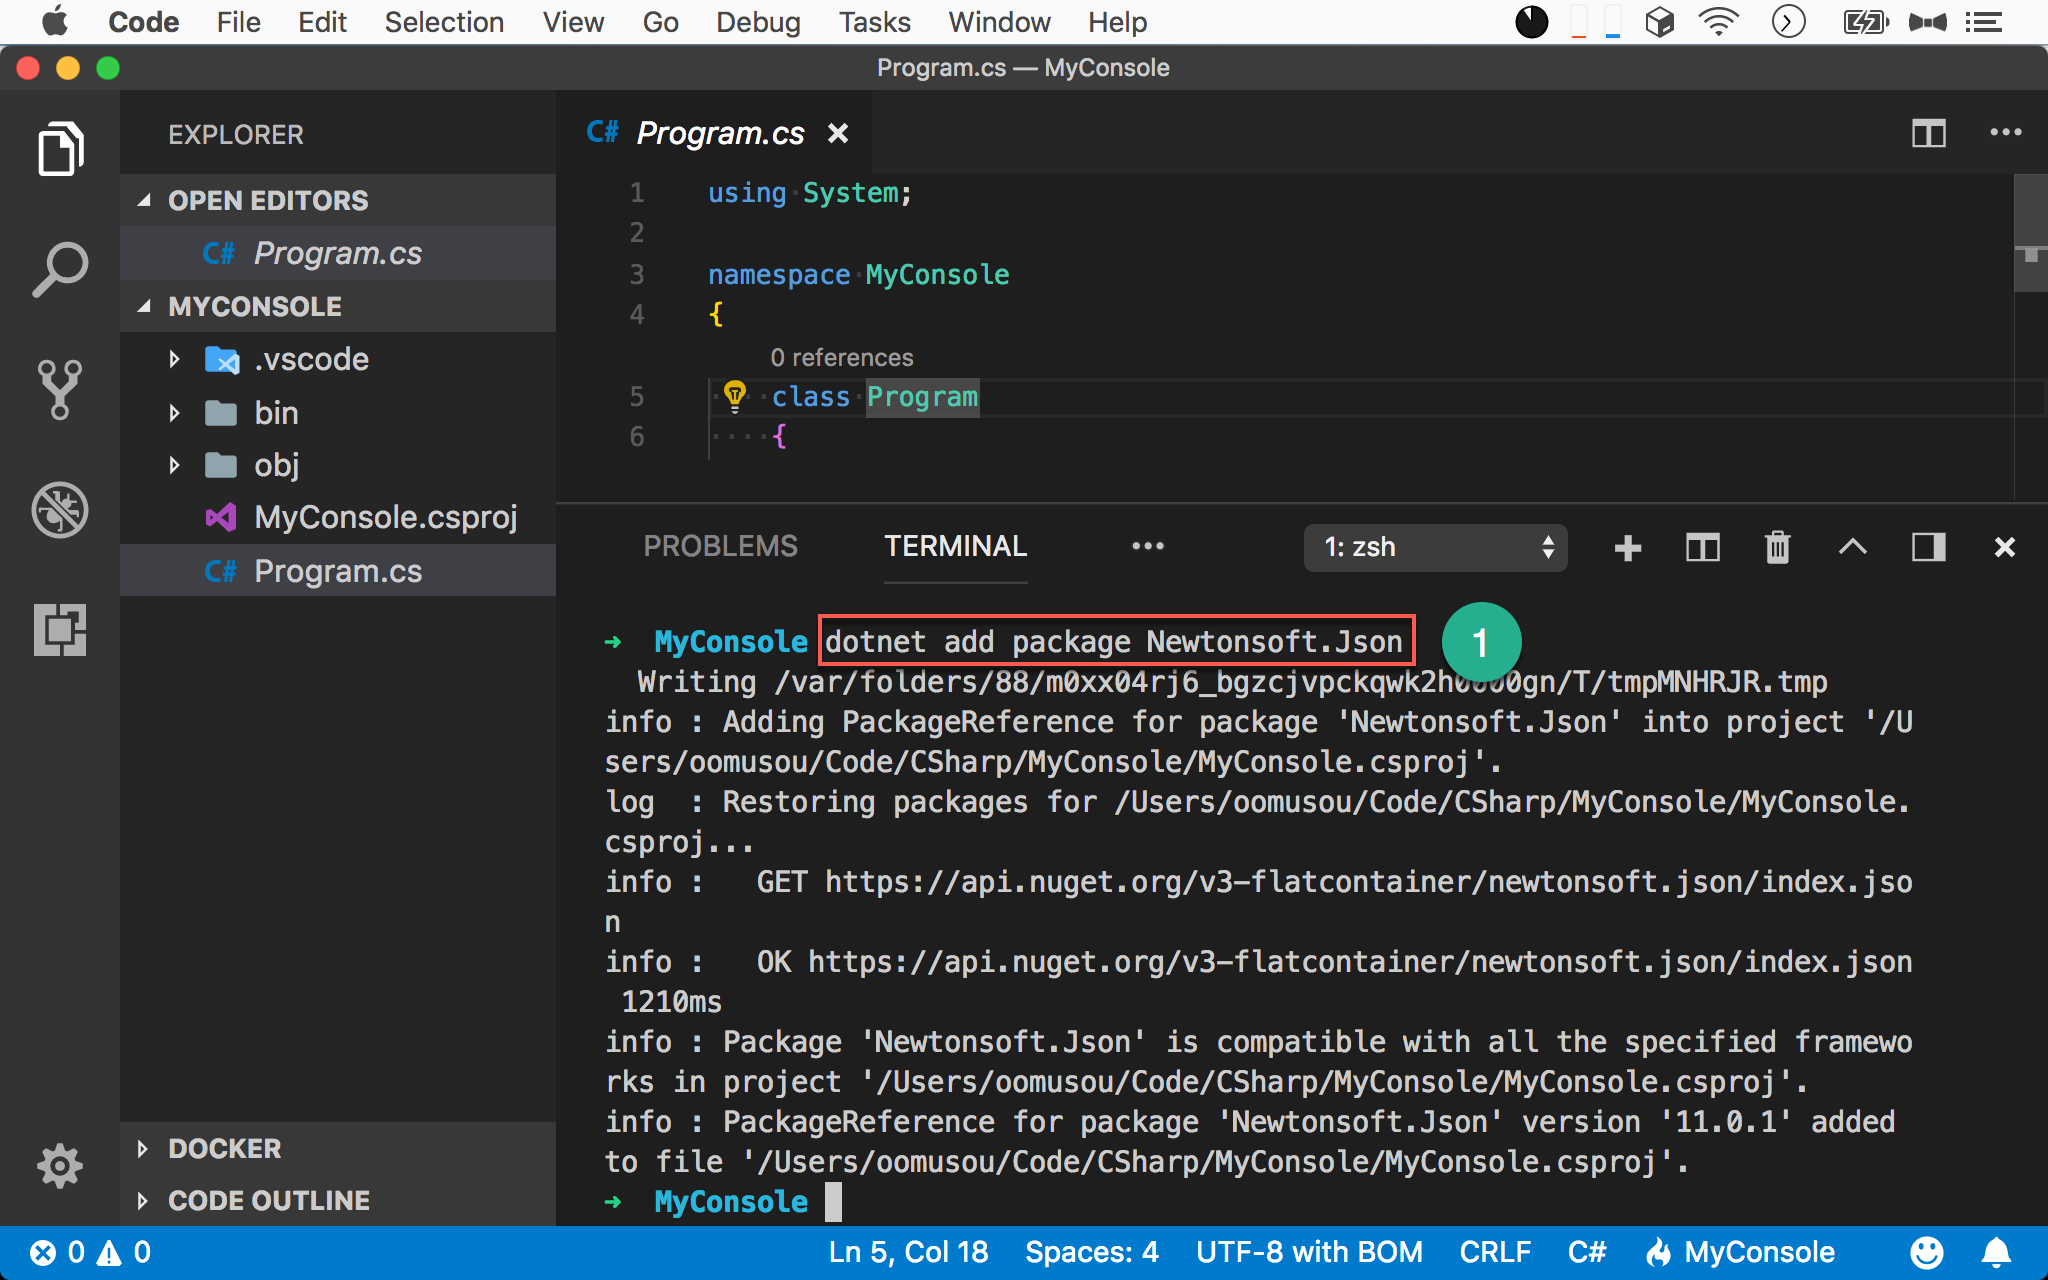 Code File Edit Selection View Go Debug Tasks Window Help
Program.cs — MyConsole
EXPLORER
OPEN EDITORS
C# Program.cs
MYCONSOLE
.vscode
bin
obj
MyConsole.csproj
C# Program.cs
DOCKER
CODE OUTLINE
C# Program.cs
1 using System;
2
3 namespace MyConsole
4 {
0 references
5 class Program
6 {
PROBLEMS TERMINAL 1: zsh
MyConsole dotnet add package Newtonsoft.Json 1
Writing /var/folders/88/m0xx04rj6_bgzcjvpckqwk2h0000gn/T/tmpMNHRJR.tmp
info : Adding PackageReference for package 'Newtonsoft.Json' into project '/U
sers/oomusou/Code/CSharp/MyConsole/MyConsole.csproj'.
log  : Restoring packages for /Users/oomusou/Code/CSharp/MyConsole/MyConsole.
csproj...
info :   GET https://api.nuget.org/v3-flatcontainer/newtonsoft.json/index.jso
n
info :   OK https://api.nuget.org/v3-flatcontainer/newtonsoft.json/index.json
1210ms
info : Package 'Newtonsoft.Json' is compatible with all the specified framewo
rks in project '/Users/oomusou/Code/CSharp/MyConsole/MyConsole.csproj'.
info : PackageReference for package 'Newtonsoft.Json' version '11.0.1' added
to file '/Users/oomusou/Code/CSharp/MyConsole/MyConsole.csproj'.
MyConsole
0 0 Ln 5, Col 18 Spaces: 4 UTF-8 with BOM CRLF C# MyConsole